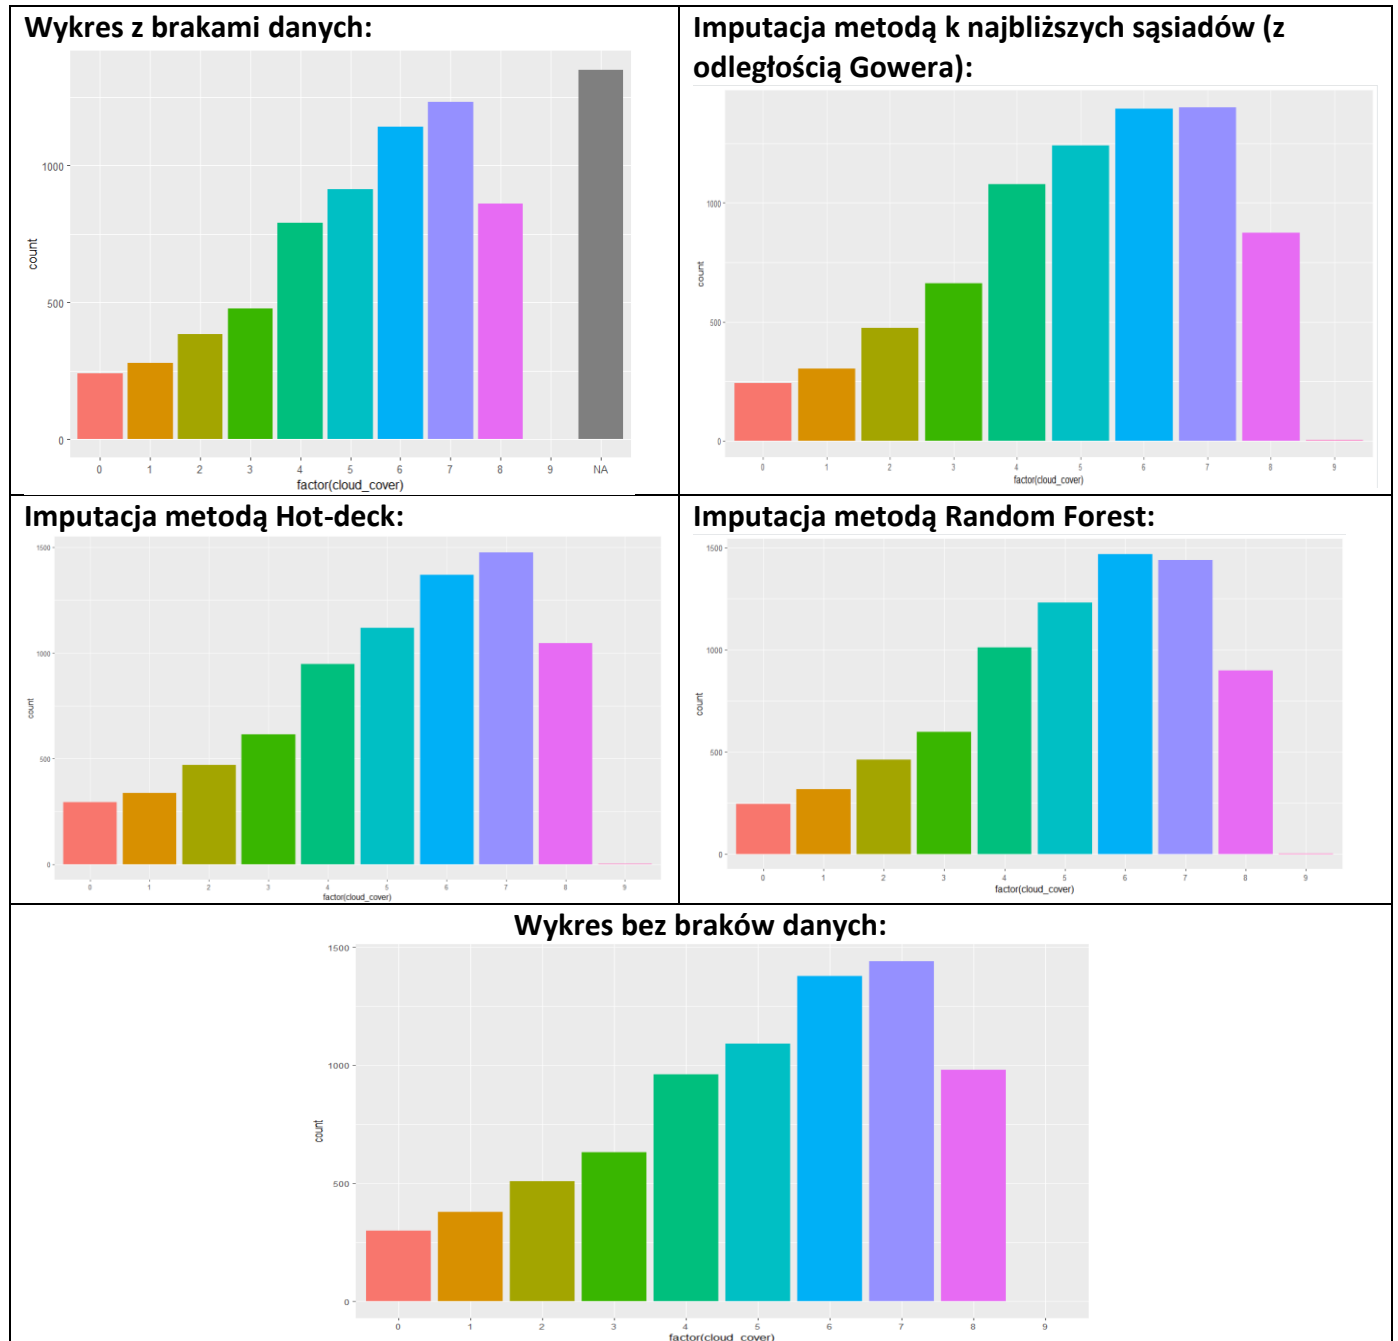 Wykres z brakami danych:
1000
500
0
count
0 1 2 3 4 5 6 7 8 9 NA
factor(cloud_cover)
Imputacja metodą k najbliższych sąsiadów (z
odległością Gowera):
1000
500
0
count
0 1 2 3 4 5 6 7 8 9
factor(cloud_cover)
Imputacja metodą Hot-deck:
1500
1000
500
0
count
0 1 2 3 4 5 6 7 8 9
factor(cloud_cover)
Imputacja metodą Random Forest:
1500
1000
500
0
count
0 1 2 3 4 5 6 7 8 9
factor(cloud_cover)
Wykres bez braków danych:
1500
1000
500
0
count
0 1 2 3 4 5 6 7 8 9
factor(cloud_cover)